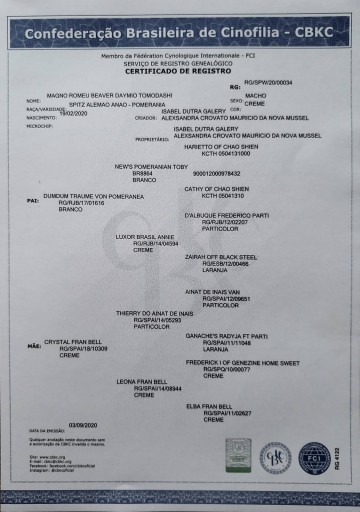 Confederação Brasileira de Cinofilia - CBKC
Membro da Fédération Cynologique Internationale - FCI
SERVIÇO DE REGISTRO GENEALÓGICO
CERTIFICADO DE REGISTRO
RG: RG/SPW/20/00034
NOME: MAGNO ROMEU BEAVER DAYMIO TOMODASHI
SEXO: MACHO
RAÇA/VARIEDADE: SPITZ ALEMAO ANAO - POMERANIA
COR: CREME
NASCIMENTO: 19/02/2020
CRIADOR: ISABEL DUTRA GALERY
ALEXSANDRA CROVATO MAURICIO DA NOVA MUSSEL
MICROCHIP:
PROPRIETÁRIO: ISABEL DUTRA GALERY
ALEXSANDRA CROVATO MAURICIO DA NOVA MUSSEL
HARIETTO OF CHAO SHIEN
KCTH 0504131000
NEW'S POMERANIAN TOBY
BR8864 900012000978432
BRANCO
CATHY OF CHAO SHIEN
KCTH 05041310
PAI: DUMDUM TRAUME VON POMERANEA
RG/RJB/17/01616
BRANCO
D'ALBUQUE FREDERICO PARTI
RG/RJB/12/02207
PARTICOLOR
LUXOR BRASIL ANNIE
RG/RJB/14/04594
CREME
ZAIRAH OFF BLACK STEEL
RG/ESB/12/00466
LARANJA
AINAT DE INAIS VAN
RG/SPAI/12/09651
PARTICOLOR
THIERRY DO AINAT DE INAIS
RG/SPAI/14/05293
PARTICOLOR
GANACHE'S RADYJA FT PARTI
RG/SPAI/11/11048
LARANJA
MÃE: CRYSTAL FRAN BELL
RG/SPAI/18/10309
CREME
FREDERICK I OF GENEZINE HOME SWEET
RG/SPQ/10/00077
CREME
LEONA FRAN BELL
RG/SPAI/14/08944
CREME
ELBA FRAN BELL
RG/SPAI/11/02627
CREME
03/09/2020
DATA DA EMISSÃO:
Qualquer anotação neste documento sem
a autorização da CBKC invalida o mesmo.
Site: www.cbkc.org
E-mail: cbkc@cbkc.org
Facebook: facebook.com/cbkcoficial
Instagram: @cbkcoficial
FCI
RG 4122